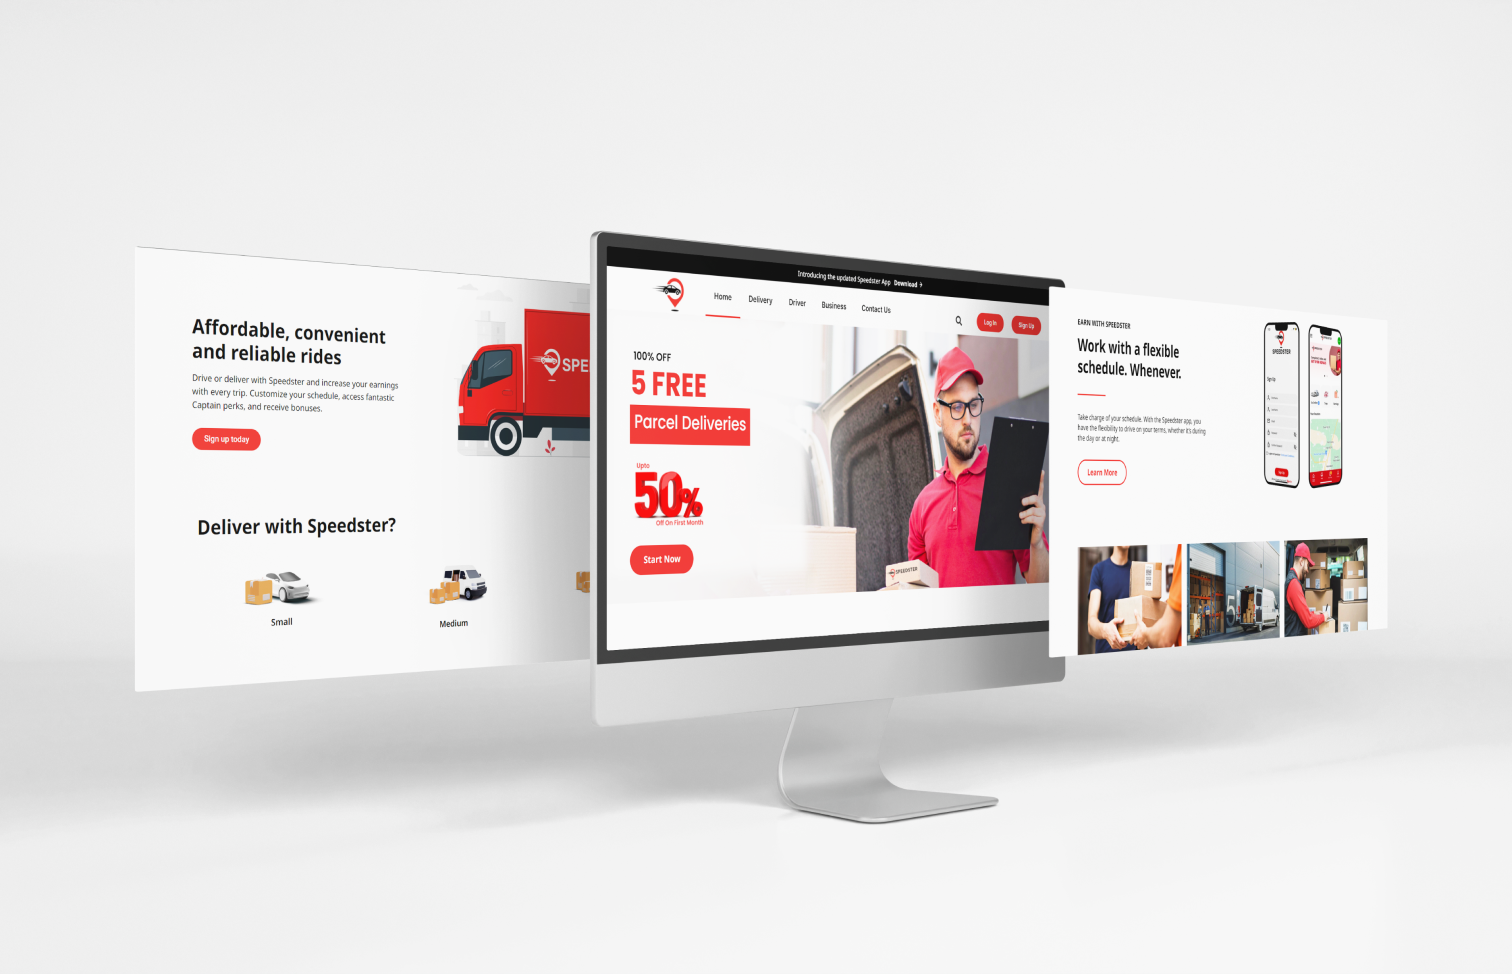 Affordable, convenient
and reliable rides
Drive or deliver with Speedster and increase your earnings
with every trip. Customize your schedule, access fantastic
Captain perks, and receive bonuses.
Sign up today
SPE
Deliver with Speedster?
Small
Medium
Introducing the updated Speedster App Download →
Home
Delivery
Driver
Business
Contact Us
Log In
Sign Up
100% OFF
5 FREE
Parcel Deliveries
Upto
50%
Off On First Month
Start Now
SPEEDSTER
EARN WITH SPEEDSTER
Work with a flexible
schedule. Whenever.
Take charge of your schedule. With the Speedster app, you
have the flexibility to drive on your terms, whether it's during
the day or at night.
Learn More
SPEEDSTER
Sign Up